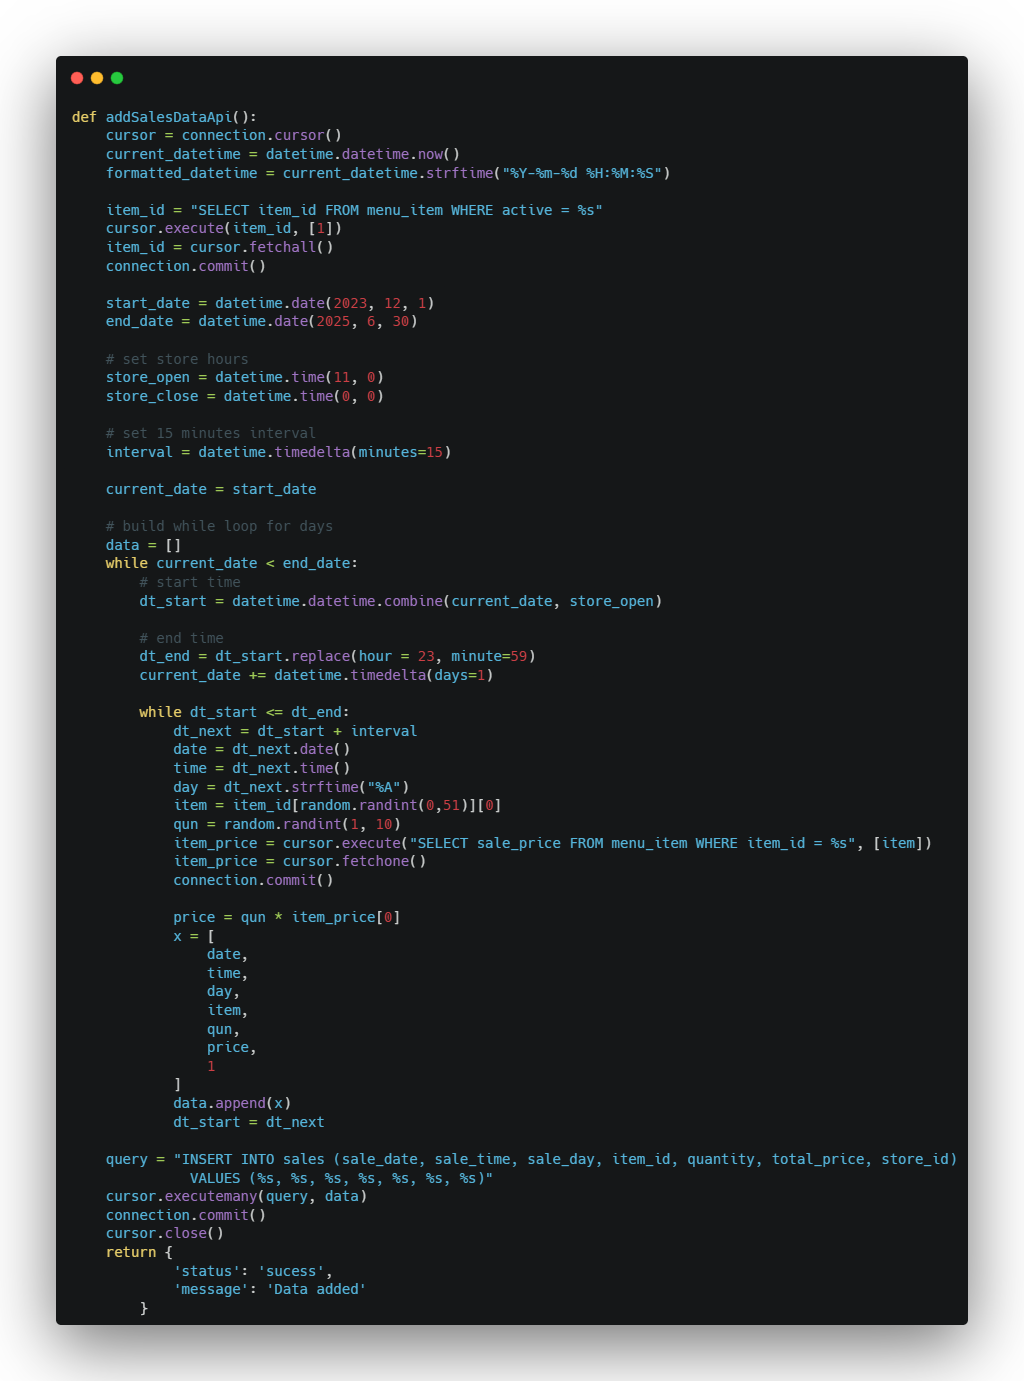 def addSalesDataApi():
    cursor = connection.cursor()
    current_datetime = datetime.datetime.now()
    formatted_datetime = current_datetime.strftime("%Y-%m-%d %H:%M:%S")

    item_id = "SELECT item_id FROM menu_item WHERE active = %s"
    cursor.execute(item_id, [1])
    item_id = cursor.fetchall()
    connection.commit()

    start_date = datetime.date(2023, 12, 1)
    end_date = datetime.date(2025, 6, 30)

    # set store hours
    store_open = datetime.time(11, 0)
    store_close = datetime.time(0, 0)

    # set 15 minutes interval
    interval = datetime.timedelta(minutes=15)

    current_date = start_date

    # build while loop for days
    data = []
    while current_date < end_date:
        # start time
        dt_start = datetime.datetime.combine(current_date, store_open)

        # end time
        dt_end = dt_start.replace(hour = 23, minute=59)
        current_date += datetime.timedelta(days=1)

        while dt_start <= dt_end:
            dt_next = dt_start + interval
            date = dt_next.date()
            time = dt_next.time()
            day = dt_next.strftime("%A")
            item = item_id[random.randint(0,51)][0]
            qun = random.randint(1, 10)
            item_price = cursor.execute("SELECT sale_price FROM menu_item WHERE item_id = %s", [item])
            item_price = cursor.fetchone()
            connection.commit()

            price = qun * item_price[0]
            x = [
                date,
                time,
                day,
                item,
                qun,
                price,
                1
            ]
            data.append(x)
            dt_start = dt_next

    query = "INSERT INTO sales (sale_date, sale_time, sale_day, item_id, quantity, total_price, store_id)
              VALUES (%s, %s, %s, %s, %s, %s, %s)"
    cursor.executemany(query, data)
    connection.commit()
    cursor.close()
    return {
            'status': 'sucess',
            'message': 'Data added'
        }